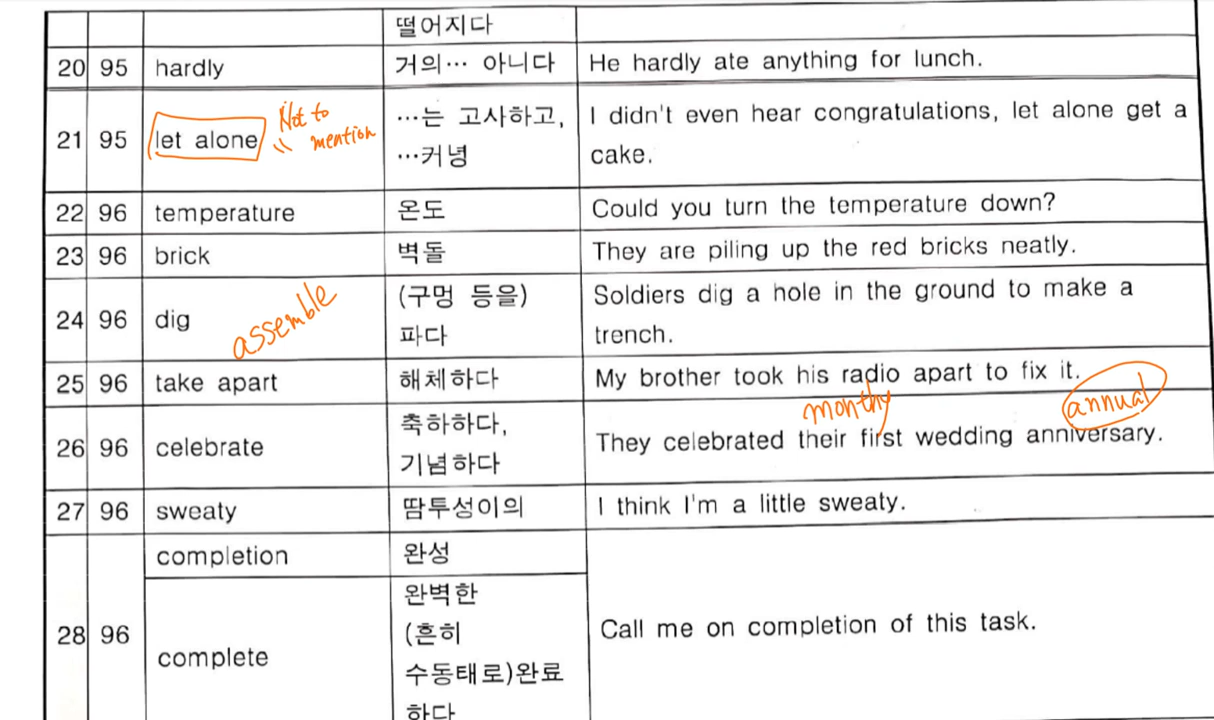 떨어지다
20 95 hardly 거의… 아니다 He hardly ate anything for lunch.
21 95 let alone = Not to mention …는 고사하고, …커녕 I didn't even hear congratulations, let alone get a cake.
22 96 temperature 온도 Could you turn the temperature down?
23 96 brick 벽돌 They are piling up the red bricks neatly.
24 96 dig (구멍 등을) 파다 Soldiers dig a hole in the ground to make a trench.
assemble
25 96 take apart 해체하다 My brother took his radio apart to fix it.
monthy annual
26 96 celebrate 축하하다, 기념하다 They celebrated their first wedding anniversary.
27 96 sweaty 땀투성이의 I think I'm a little sweaty.
28 96 completion 완성 Call me on completion of this task.
complete 완벽한 (흔히 수동태로)완료하다